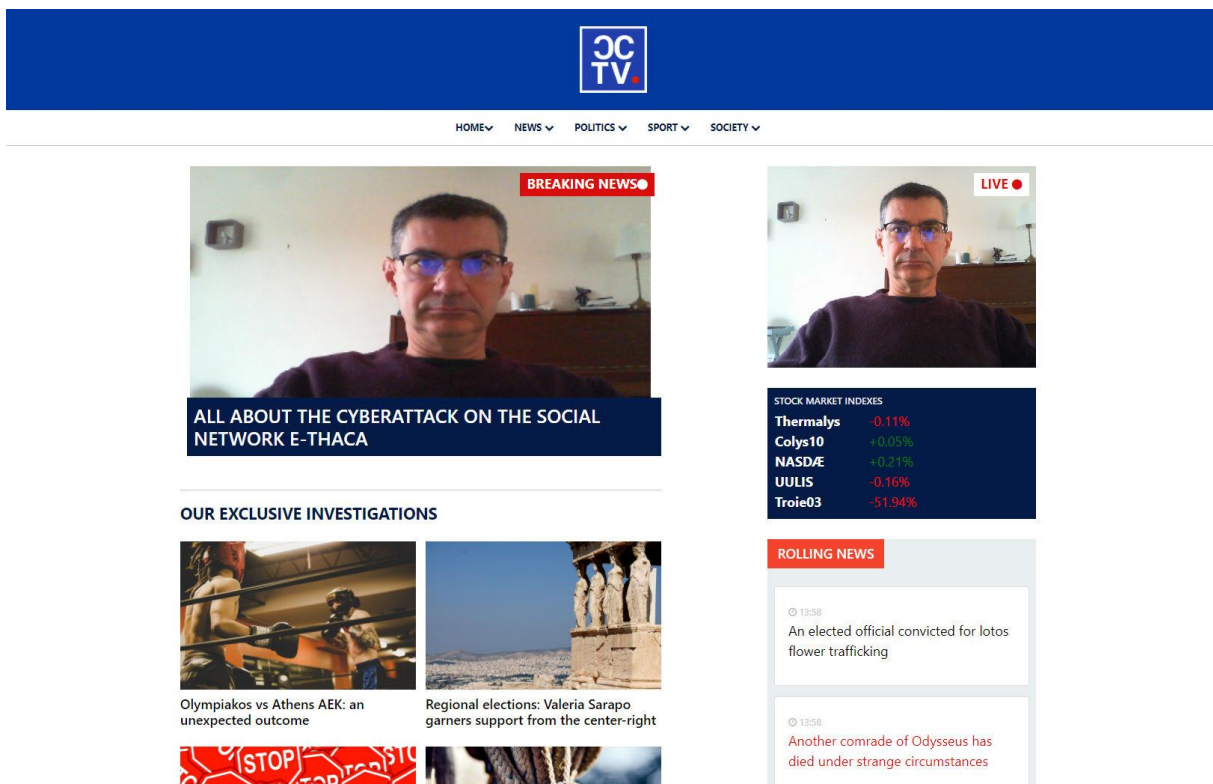 ƆC
TV.
HOME
NEWS
POLITICS
SPORT
SOCIETY
BREAKING NEWS
ALL ABOUT THE CYBERATTACK ON THE SOCIAL
NETWORK E-THACA
OUR EXCLUSIVE INVESTIGATIONS
Olympiakos vs Athens AEK: an
unexpected outcome
Regional elections: Valeria Sarapo
garners support from the center-right
STOP
LIVE
STOCK MARKET INDEXES
Thermalys -0.11%
Colys10 +0.05%
NASDÆ +0.21%
UULIS -0.16%
Troie03 -51.94%
ROLLING NEWS
13:58
An elected official convicted for lotos
flower trafficking
13:58
Another comrade of Odysseus has
died under strange circumstances